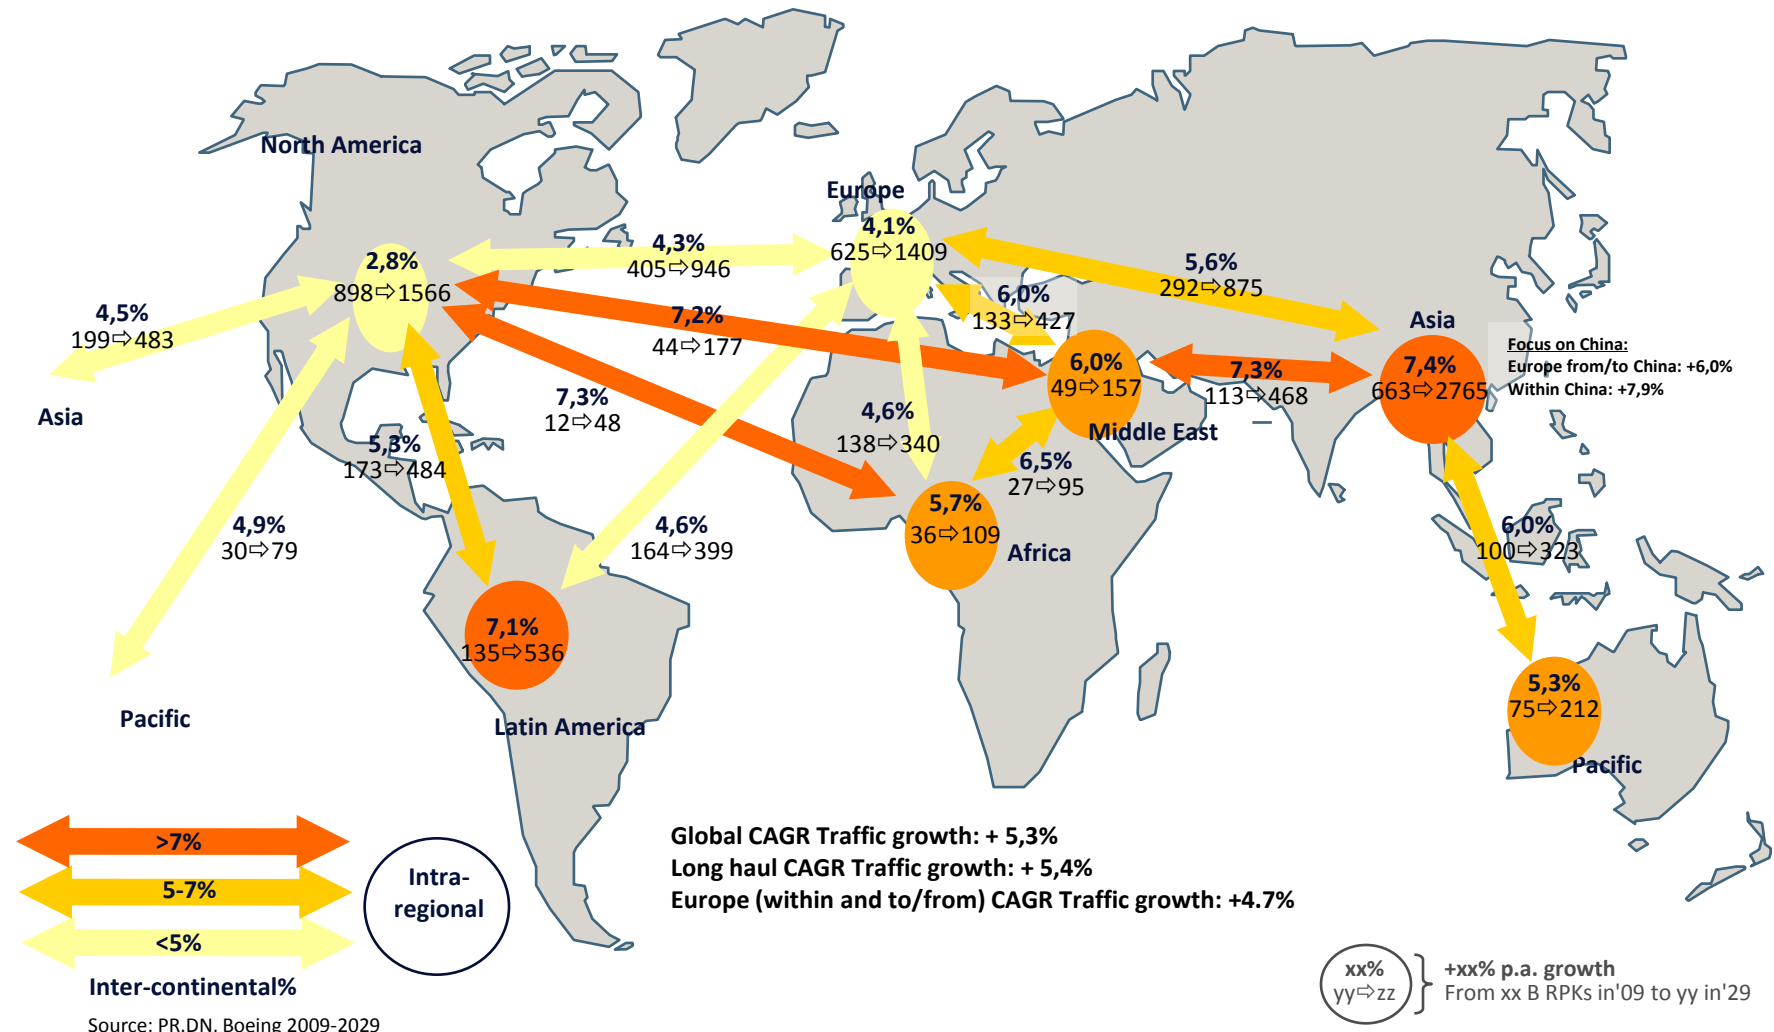 North America
Europe
4,1%
625⇨1409
4,3%
405⇨946
2,8%
898⇨1566
5,6%
292⇨875
6,0%
133⇨427
4,5%
199⇨483
7,2%
44⇨177
Asia
7,4%
663⇨2765
Focus on China:
Europe from/to China: +6,0%
Within China: +7,9%
6,0%
49⇨157
7,3%
113⇨468
Asia
7,3%
12⇨48
4,6%
138⇨340
Middle East
5,3%
173⇨484
6,5%
27⇨95
4,9%
30⇨79
4,6%
164⇨399
5,7%
36⇨109
Africa
6,0%
100⇨323
7,1%
135⇨536
Pacific
Latin America
5,3%
75⇨212
Pacific
>7%
5-7%
<5%
Inter-continental%
Intra-
regional
Global CAGR Traffic growth: + 5,3%
Long haul CAGR Traffic growth: + 5,4%
Europe (within and to/from) CAGR Traffic growth: +4.7%
xx%
yy⇨zz
+xx% p.a. growth
From xx B RPKs in'09 to yy in'29
Source: PR.DN, Boeing 2009-2029